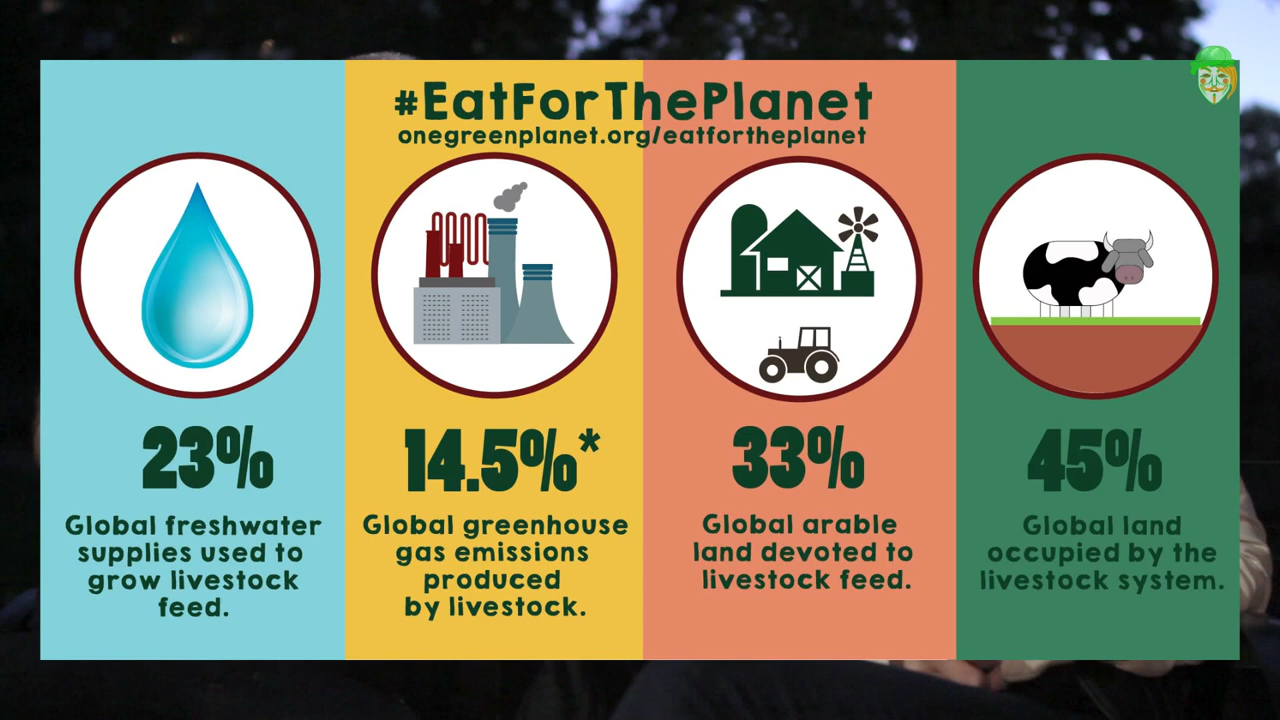 #EatForThePlanet
onegreenplanet.org/eatfortheplanet
23%
Global freshwater
supplies used to
grow livestock
feed.
14.5%*
Global greenhouse
gas emissions
produced
by livestock.
33%
Global arable
land devoted to
livestock feed.
45%
Global land
occupied by the
livestock system.